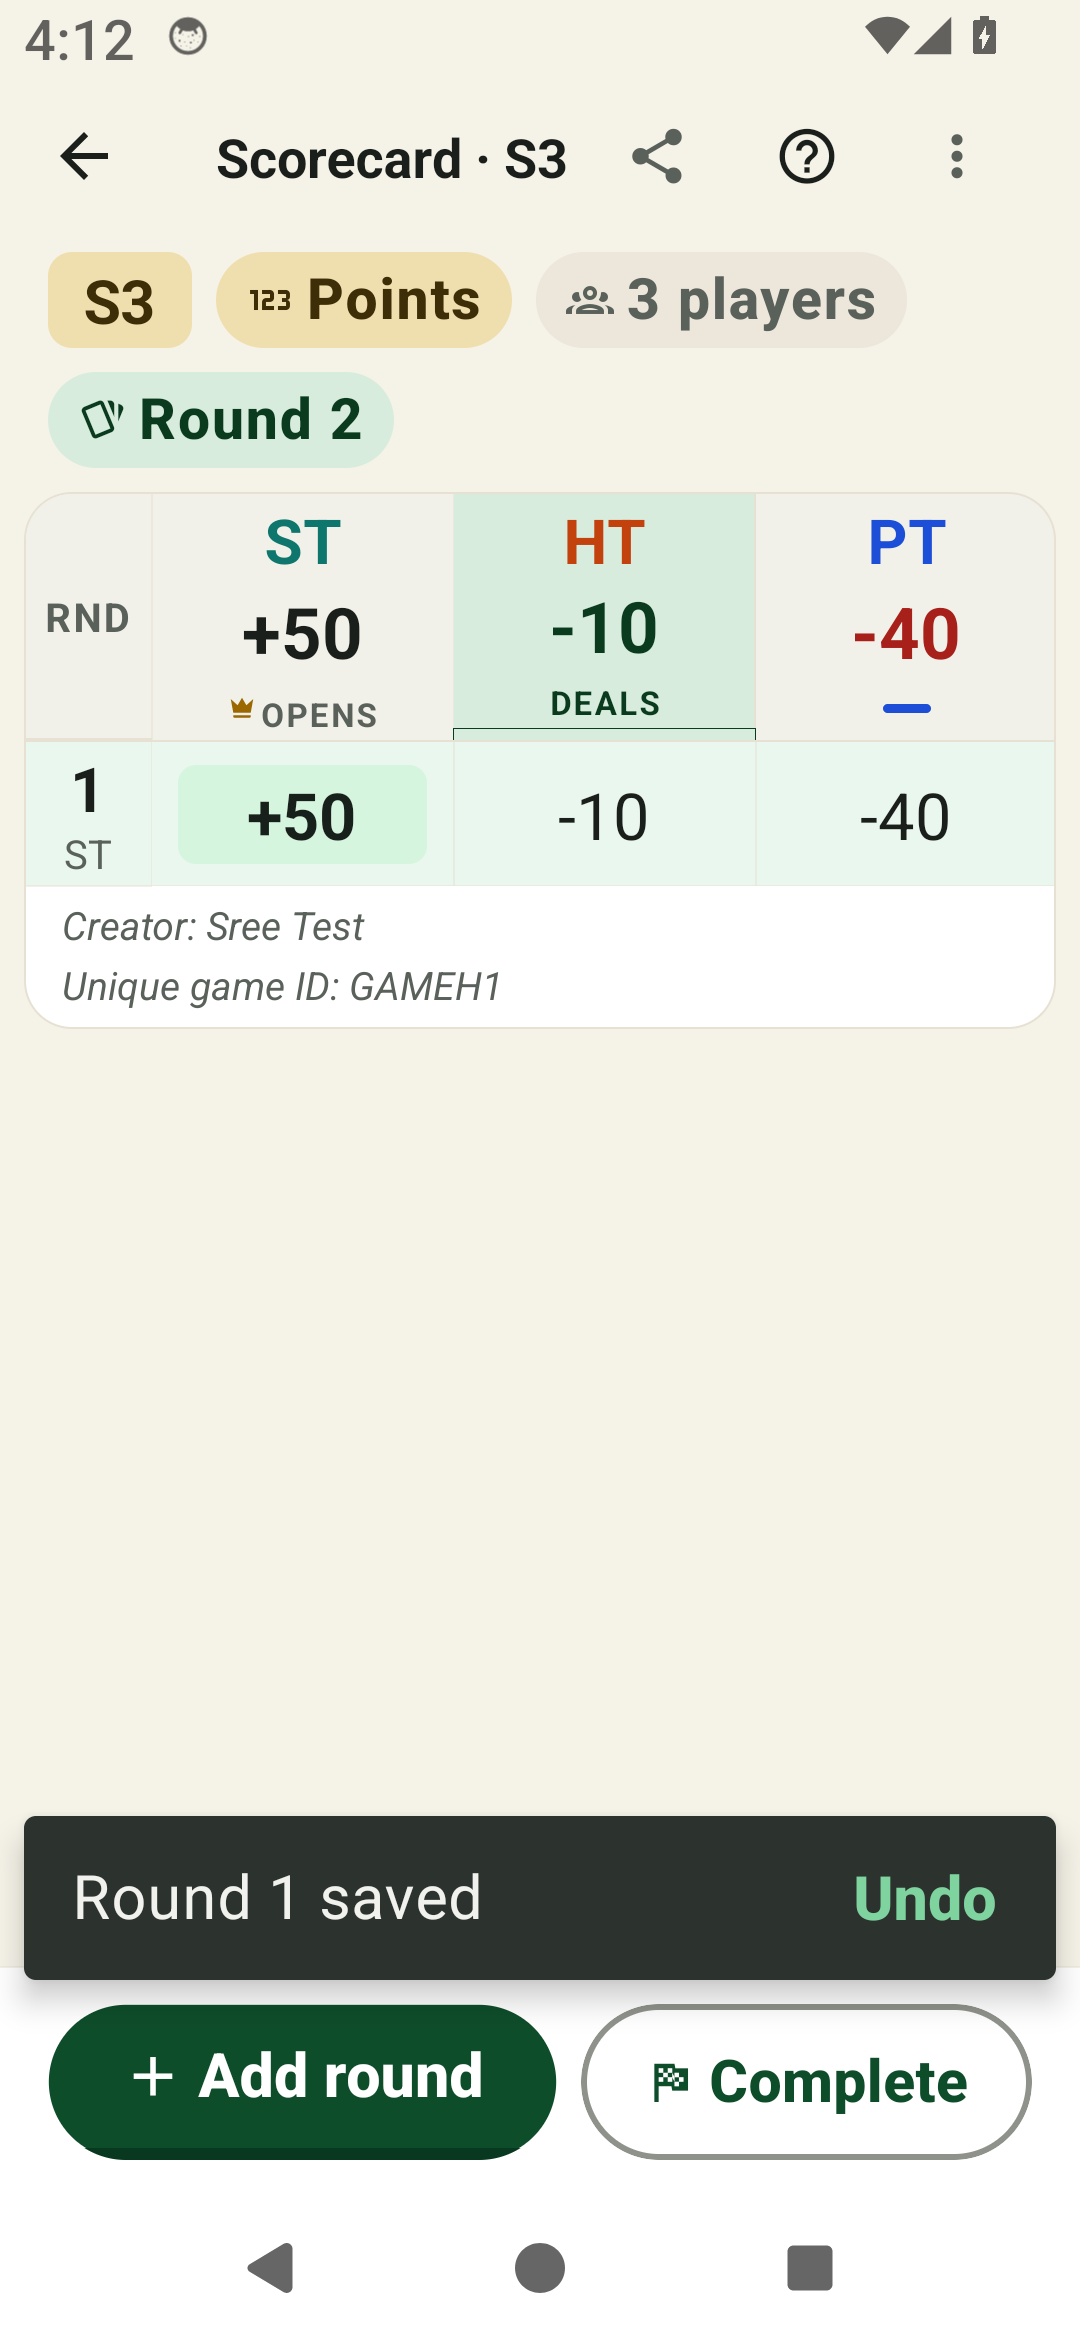 4:12
Scorecard · S3
S3 123 Points 3 players
Round 2
RND ST HT PT
+50 -10 -40
OPENS DEALS
1 +50 -10 -40
ST
Creator: Sree Test
Unique game ID: GAMEH1
Round 1 saved Undo
+ Add round Complete